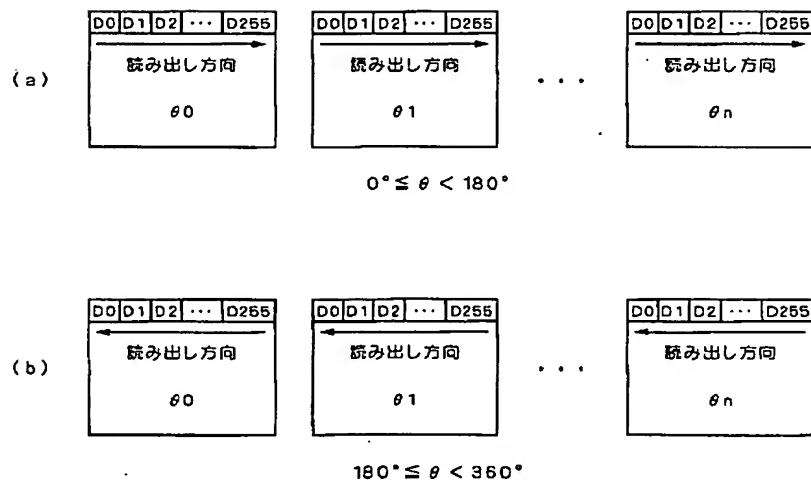 D0 D1 D2 ··· D255 D0 D1 D2 ··· D255 D0 D1 D2 ··· D255
(a) 読み出し方向 読み出し方向 ··· 読み出し方向
θ0 θ1 θn
0°≦ θ < 180°
D0 D1 D2 ··· D255 D0 D1 D2 ··· D255 D0 D1 D2 ··· D255
(b) 読み出し方向 読み出し方向 ··· 読み出し方向
θ0 θ1 θn
180°≦ θ < 360°